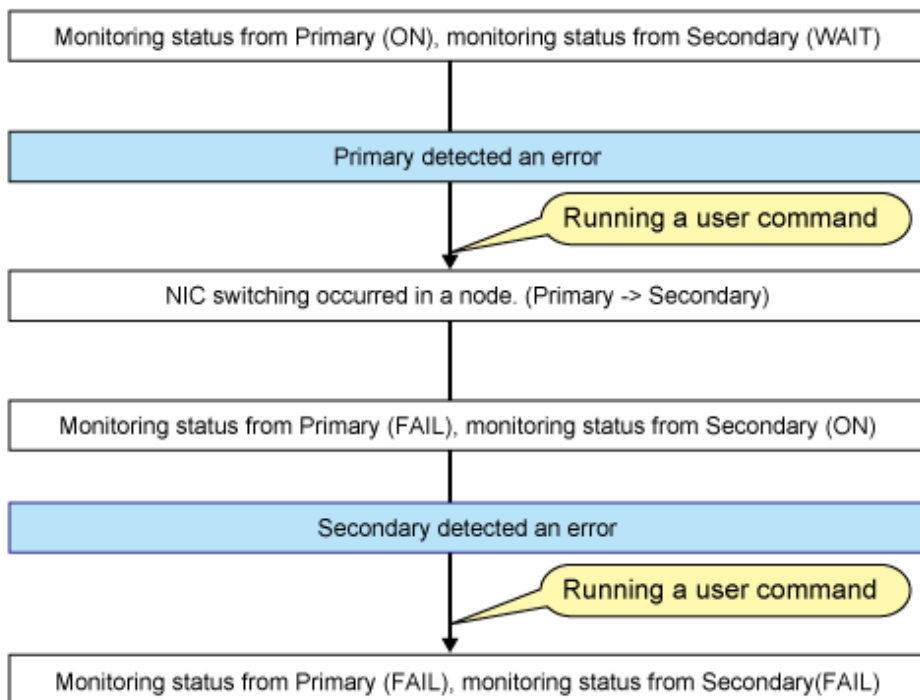 Monitoring status from Primary (ON), monitoring status from Secondary (WAIT)
Primary detected an error
Running a user command
NIC switching occurred in a node. (Primary -> Secondary)
Monitoring status from Primary (FAIL), monitoring status from Secondary (ON)
Secondary detected an error
Running a user command
Monitoring status from Primary (FAIL), monitoring status from Secondary(FAIL)